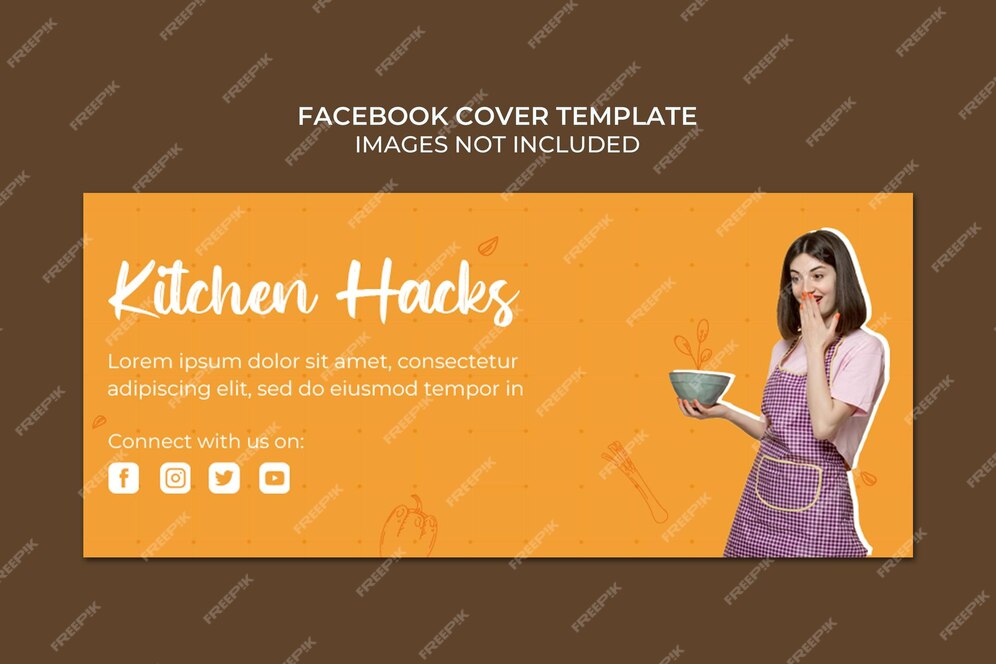 FACEBOOK COVER TEMPLATE
IMAGES NOT INCLUDED
Kitchen Hacks
Lorem ipsum dolor sit amet, consectetur
adipiscing elit, sed do eiusmod tempor in
Connect with us on:
FREEPIK